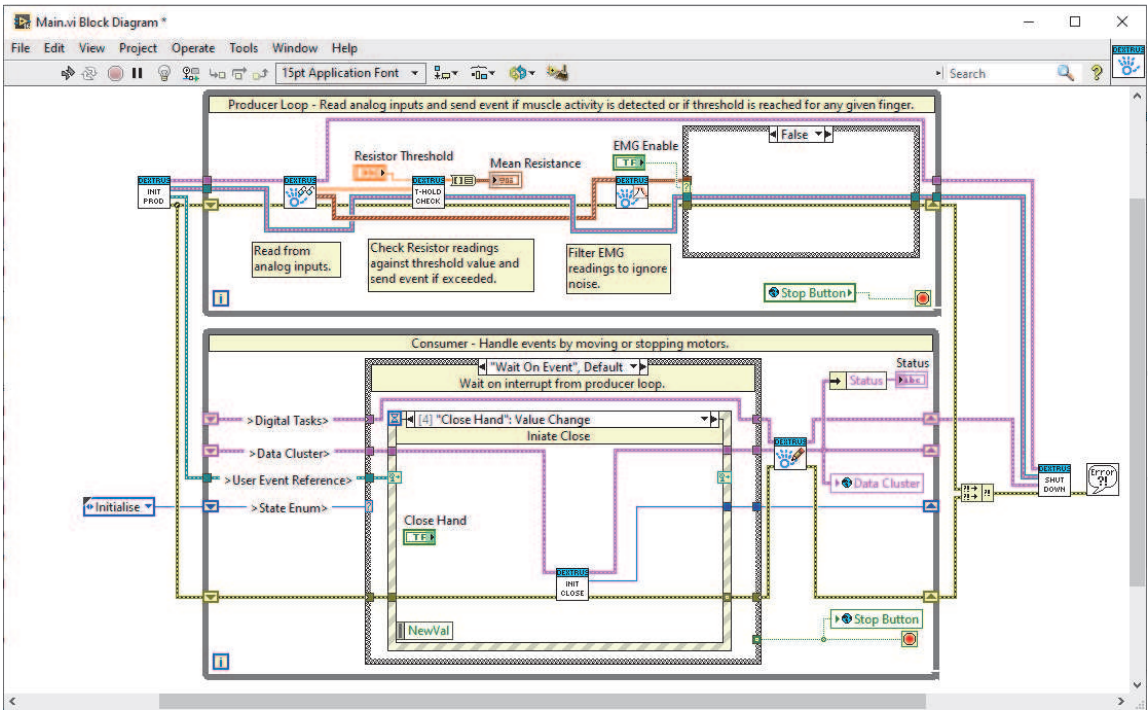 Main.vi Block Diagram *
File Edit View Project Operate Tools Window Help
15pt Application Font
Search
DEXTRUS
Producer Loop - Read analog inputs and send event if muscle activity is detected or if threshold is reached for any given finger.
False
EMG Enable
TF
Resistor Threshold
Mean Resistance
DEXTRUS
INIT
PROD
DEXTRUS
DEXTRUS
T-HOLD
CHECK
DEXTRUS
Read from
analog inputs.
Check Resistor readings
against threshold value and
send event if exceeded.
Filter EMG
readings to ignore
noise.
Stop Button
i
Consumer - Handle events by moving or stopping motors.
"Wait On Event", Default
Wait on interrupt from producer loop.
Status
Status
abc
>Digital Tasks>
[4] "Close Hand": Value Change
Iniate Close
DEXTRUS
>Data Cluster>
>User Event Reference>
Data Cluster
DEXTRUS
SHUT
DOWN
Error
?!
Initialise
>State Enum>
?!
?!
?!
Close Hand
TF
DEXTRUS
INIT
CLOSE
NewVal
Stop Button
i